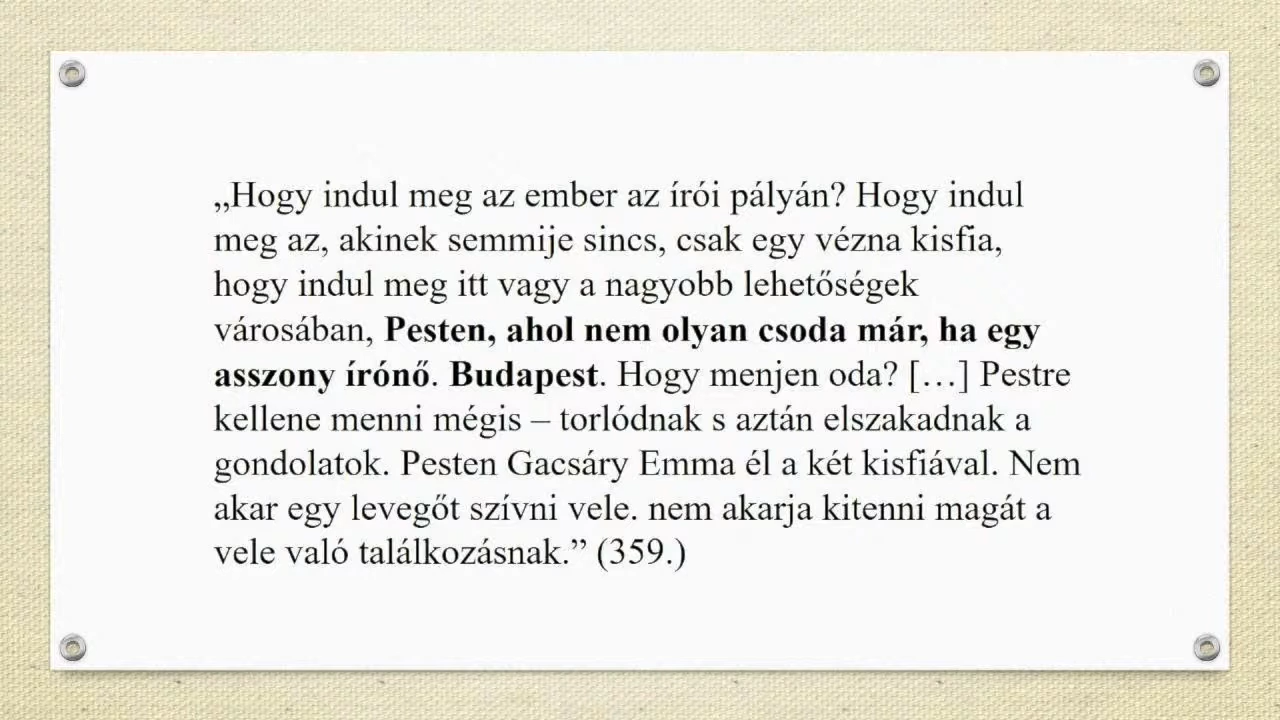 „Hogy indul meg az ember az írói pályán? Hogy indul
meg az, akinek semmije sincs, csak egy vézna kisfia,
hogy indul meg itt vagy a nagyobb lehetőségek
városában, Pesten, ahol nem olyan csoda már, ha egy
asszony írónő. Budapest. Hogy menjen oda? […] Pestre
kellene menni mégis – torlódnak s aztán elszakadnak a
gondolatok. Pesten Gacsáry Emma él a két kisfiával. Nem
akar egy levegőt szívni vele. nem akarja kitenni magát a
vele való találkozásnak.” (359.)